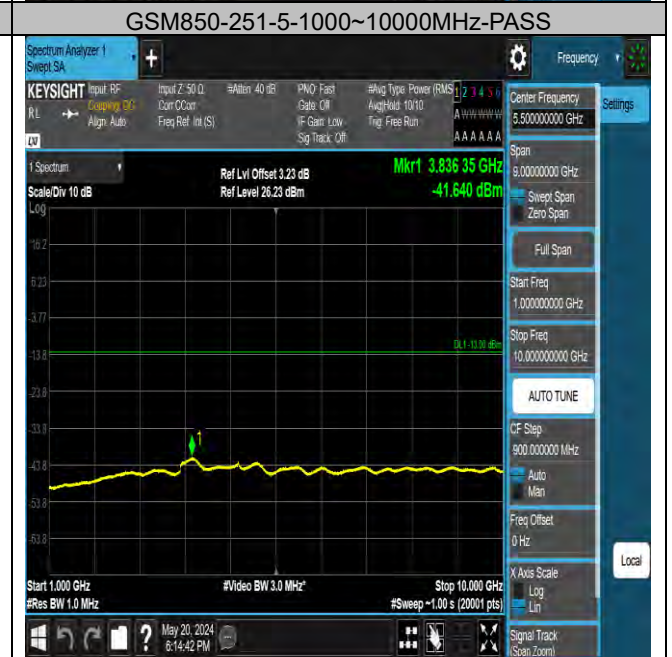 GSM850-251-5-1000~10000MHz-PASS
Spectrum Analyzer 1
Swept SA
+
Frequency
KEYSIGHT
RL
Input: RF
Coupling: DC
Align: Auto
Input Z: 50 Ω
Corr CCorr
Freq Ref: Int (S)
#Atten: 40 dB
PNO: Fast
Gate: Off
IF Gain: Low
Sig Track: Off
#Avg Type: Power (RMS
Avg|Hold: 10/10
Trig: Free Run
1 2 3 4 5 6
A W W W W W
A A A A A A
1 Spectrum
Scale/Div 10 dB
Log
Ref Lvl Offset 3.23 dB
Ref Level 26.23 dBm
Mkr1 3.836 35 GHz
-41.640 dBm
16.2
6.23
-3.77
DL1 -13.00 dBm
-13.8
-23.8
-33.8
1
-43.8
-53.8
-63.8
Start 1.000 GHz
#Res BW 1.0 MHz
#Video BW 3.0 MHz*
Stop 10.000 GHz
#Sweep ~1.00 s (20001 pts)
?
May 20, 2024
6:14:42 PM
Center Frequency
5.500000000 GHz
Settings
Span
9.00000000 GHz
Swept Span
Zero Span
Full Span
Start Freq
1.000000000 GHz
Stop Freq
10.000000000 GHz
AUTO TUNE
CF Step
900.000000 MHz
Auto
Man
Freq Offset
0 Hz
Local
X Axis Scale
Log
Lin
Signal Track
(Span Zoom)